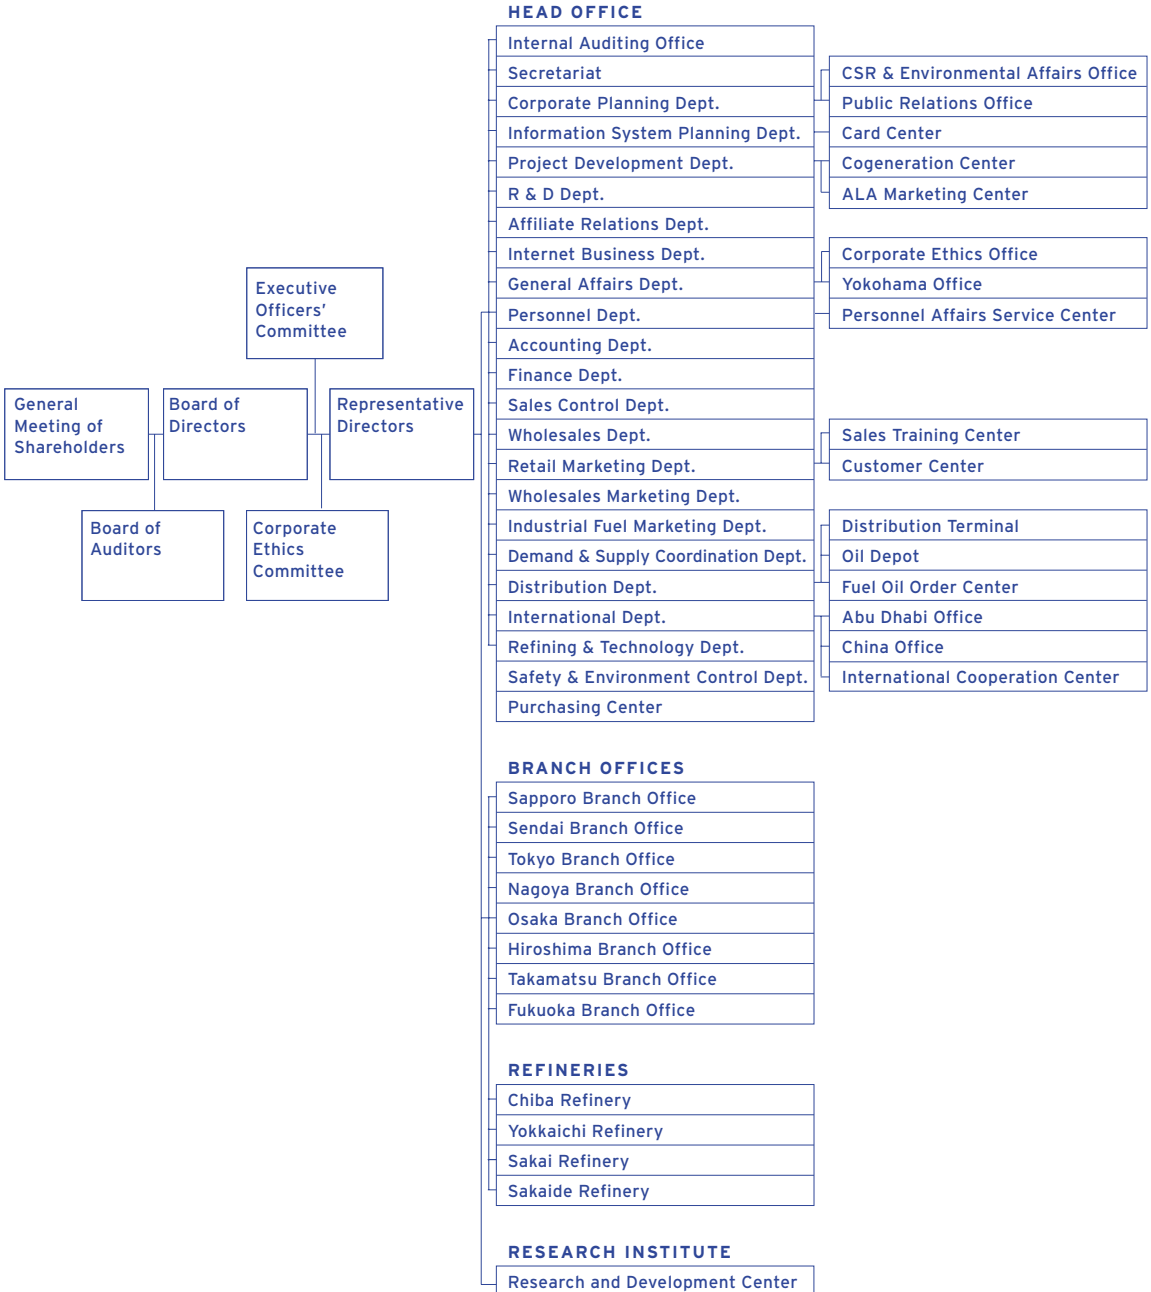 HEAD OFFICE
Internal Auditing Office
Secretariat
Corporate Planning Dept.
Information System Planning Dept.
Project Development Dept.
R & D Dept.
Affiliate Relations Dept.
Internet Business Dept.
General Affairs Dept.
Personnel Dept.
Accounting Dept.
Finance Dept.
Sales Control Dept.
Wholesales Dept.
Retail Marketing Dept.
Wholesales Marketing Dept.
Industrial Fuel Marketing Dept.
Demand & Supply Coordination Dept.
Distribution Dept.
International Dept.
Refining & Technology Dept.
Safety & Environment Control Dept.
Purchasing Center
CSR & Environmental Affairs Office
Public Relations Office
Card Center
Cogeneration Center
ALA Marketing Center
Corporate Ethics Office
Yokohama Office
Personnel Affairs Service Center
Sales Training Center
Customer Center
Distribution Terminal
Oil Depot
Fuel Oil Order Center
Abu Dhabi Office
China Office
International Cooperation Center
Executive
Officers’
Committee
General
Meeting of
Shareholders
Board of
Directors
Representative
Directors
Board of
Auditors
Corporate
Ethics
Committee
BRANCH OFFICES
Sapporo Branch Office
Sendai Branch Office
Tokyo Branch Office
Nagoya Branch Office
Osaka Branch Office
Hiroshima Branch Office
Takamatsu Branch Office
Fukuoka Branch Office
REFINERIES
Chiba Refinery
Yokkaichi Refinery
Sakai Refinery
Sakaide Refinery
RESEARCH INSTITUTE
Research and Development Center